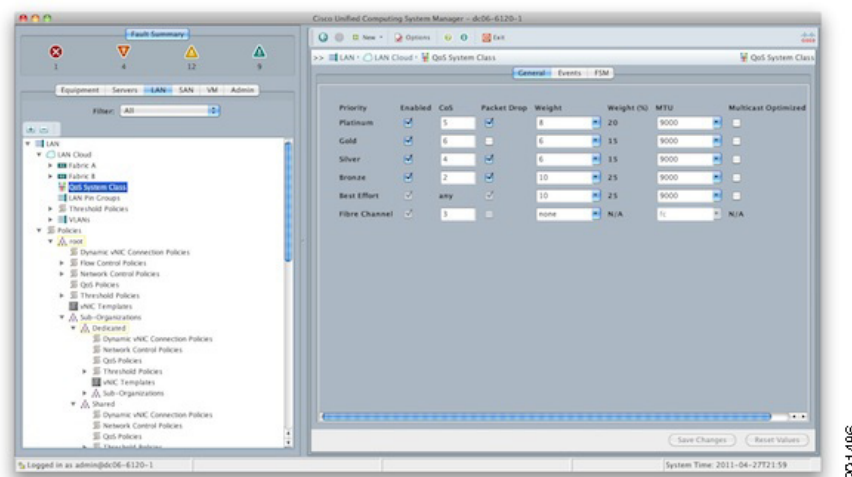 Cisco Unified Computing System Manager – dc06-6120-1
Fault Summary
1 4 12 9
Equipment Servers LAN SAN VM Admin
Filter: All
LAN
LAN Cloud
Fabric A
Fabric B
QoS System Class
LAN Pin Groups
Threshold Policies
VLANs
Policies
root
Dynamic vNIC Connection Policies
Flow Control Policies
Network Control Policies
QoS Policies
Threshold Policies
vNIC Templates
Sub-Organizations
Dedicated
Dynamic vNIC Connection Policies
Network Control Policies
QoS Policies
Threshold Policies
vNIC Templates
Sub-Organizations
Shared
Dynamic vNIC Connection Policies
Network Control Policies
QoS Policies
Threshold Policies
New Options Exit
>> LAN LAN Cloud QoS System Class QoS System Class
General Events FSM
Priority Enabled CoS Packet Drop Weight Weight (%) MTU Multicast Optimized
Platinum 5 8 20 9000
Gold 6 6 15 9000
Silver 4 6 15 9000
Bronze 2 10 25 9000
Best Effort any 10 25 9000
Fibre Channel 3 none N/A fc N/A
Save Changes Reset Values
Logged in as admin@dc06-6120-1 System Time: 2011-04-27T21:59